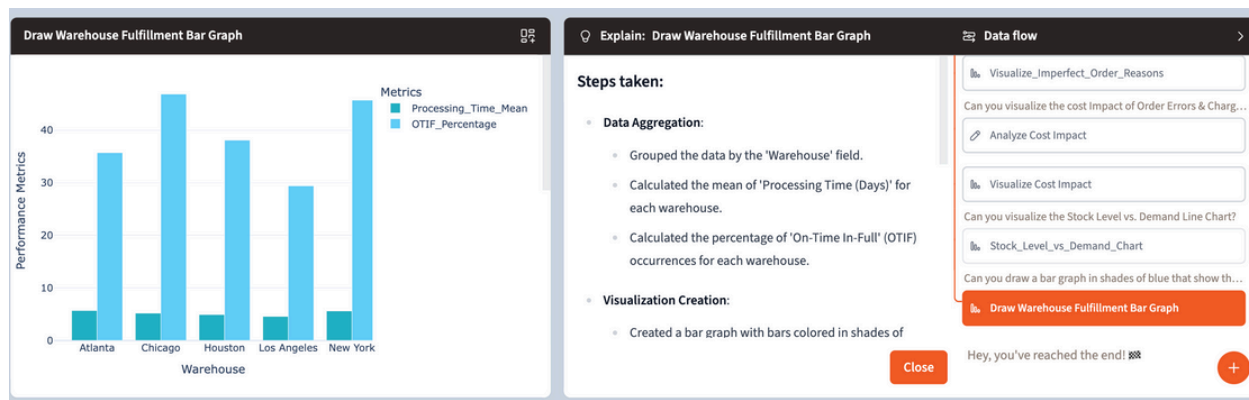 Draw Warehouse Fulfillment Bar Graph
Metrics
Processing_Time_Mean
OTIF_Percentage
Performance Metrics
40
30
20
10
0
Atlanta Chicago Houston Los Angeles New York
Warehouse
Explain: Draw Warehouse Fulfillment Bar Graph
Steps taken:
Data Aggregation:
Grouped the data by the 'Warehouse' field.
Calculated the mean of 'Processing Time (Days)' for
each warehouse.
Calculated the percentage of 'On-Time In-Full' (OTIF)
occurrences for each warehouse.
Visualization Creation:
Created a bar graph with bars colored in shades of
Close
Data flow
Visualize_Imperfect_Order_Reasons
Can you visualize the cost Impact of Order Errors & Charg...
Analyze Cost Impact
Visualize Cost Impact
Can you visualize the Stock Level vs. Demand Line Chart?
Stock_Level_vs_Demand_Chart
Can you draw a bar graph in shades of blue that show th...
Draw Warehouse Fulfillment Bar Graph
Hey, you've reached the end! 🏁